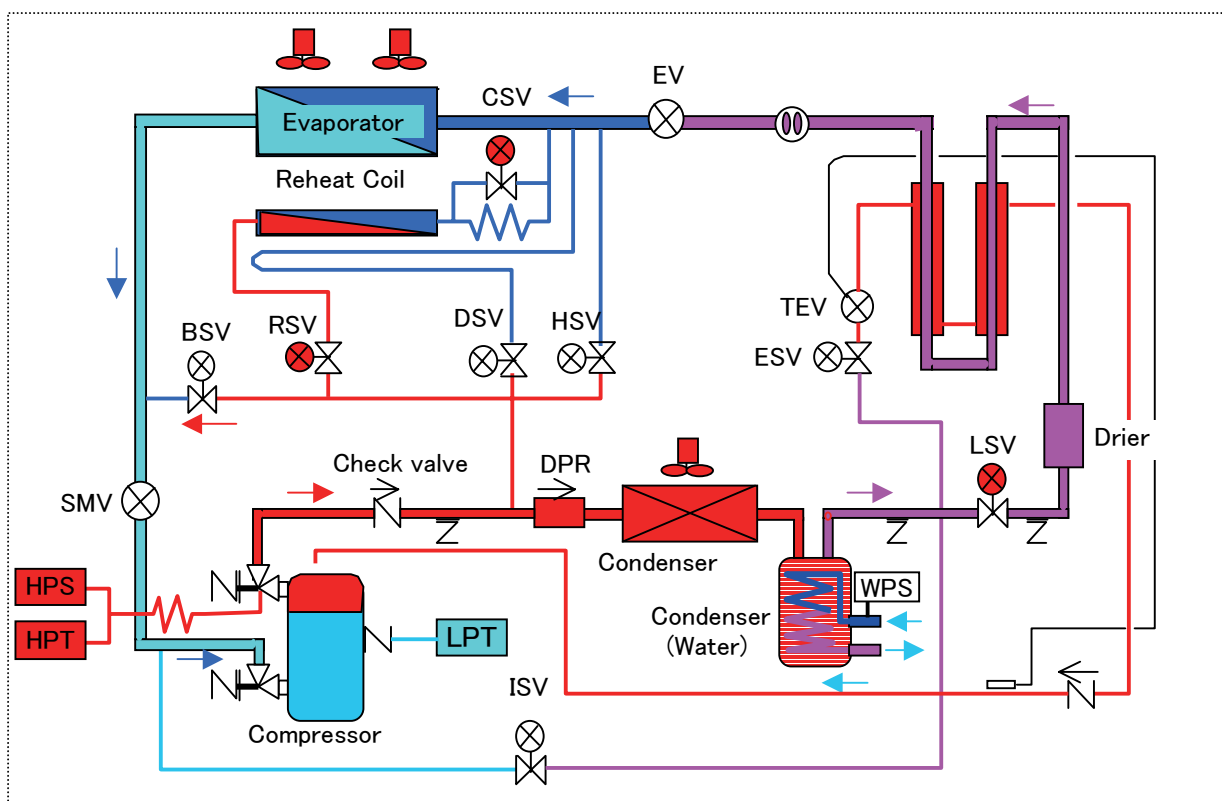 EV
CSV
Evaporator
Reheat Coil
TEV
BSV
RSV
DSV
HSV
ESV
Drier
LSV
Check valve
DPR
SMV
Condenser
HPS
WPS
HPT
LPT
Condenser
(Water)
ISV
Compressor